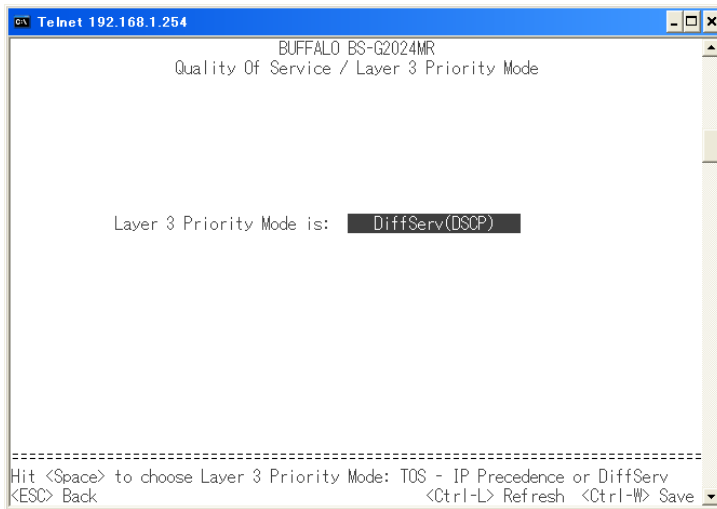 Telnet 192.168.1.254
BUFFALO BS-G2024MR
Quality Of Service / Layer 3 Priority Mode
Layer 3 Priority Mode is: DiffServ(DSCP)
================================================================================
Hit <Space> to choose Layer 3 Priority Mode: TOS - IP Precedence or DiffServ
<ESC> Back <Ctrl-L> Refresh <Ctrl-W> Save